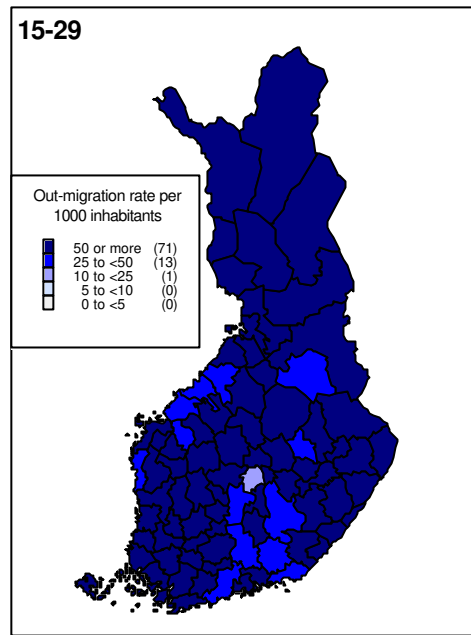 15-29
Out-migration rate per
1000 inhabitants
50 or more (71)
25 to <50 (13)
10 to <25 (1)
5 to <10 (0)
0 to <5 (0)